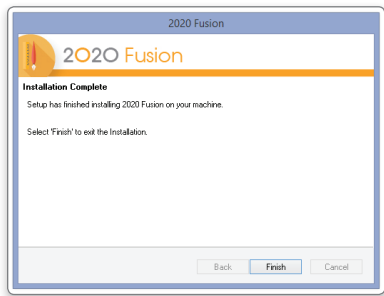 2020 Fusion
2020 Fusion
Installation Complete
Setup has finished installing 2020 Fusion on your machine.
Select 'Finish' to exit the Installation.
Back Finish Cancel